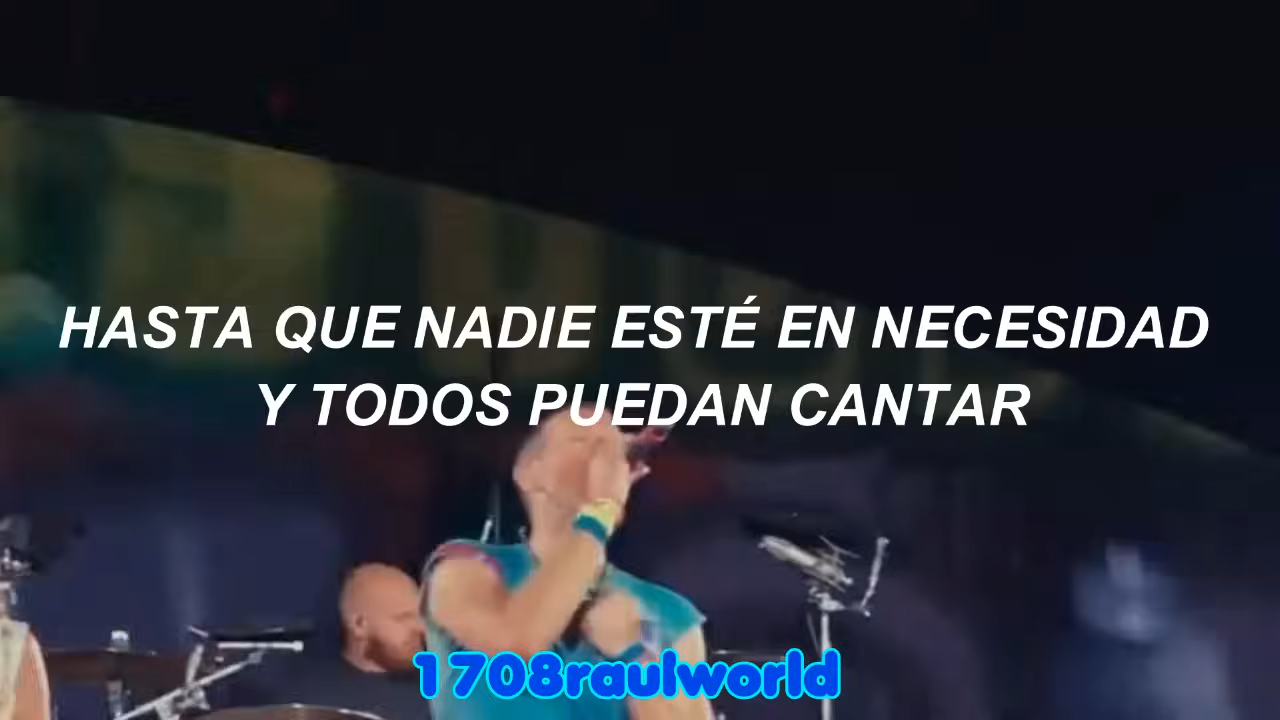 HASTA QUE NADIE ESTÉ EN NECESIDAD
Y TODOS PUEDAN CANTAR
1708raulworld